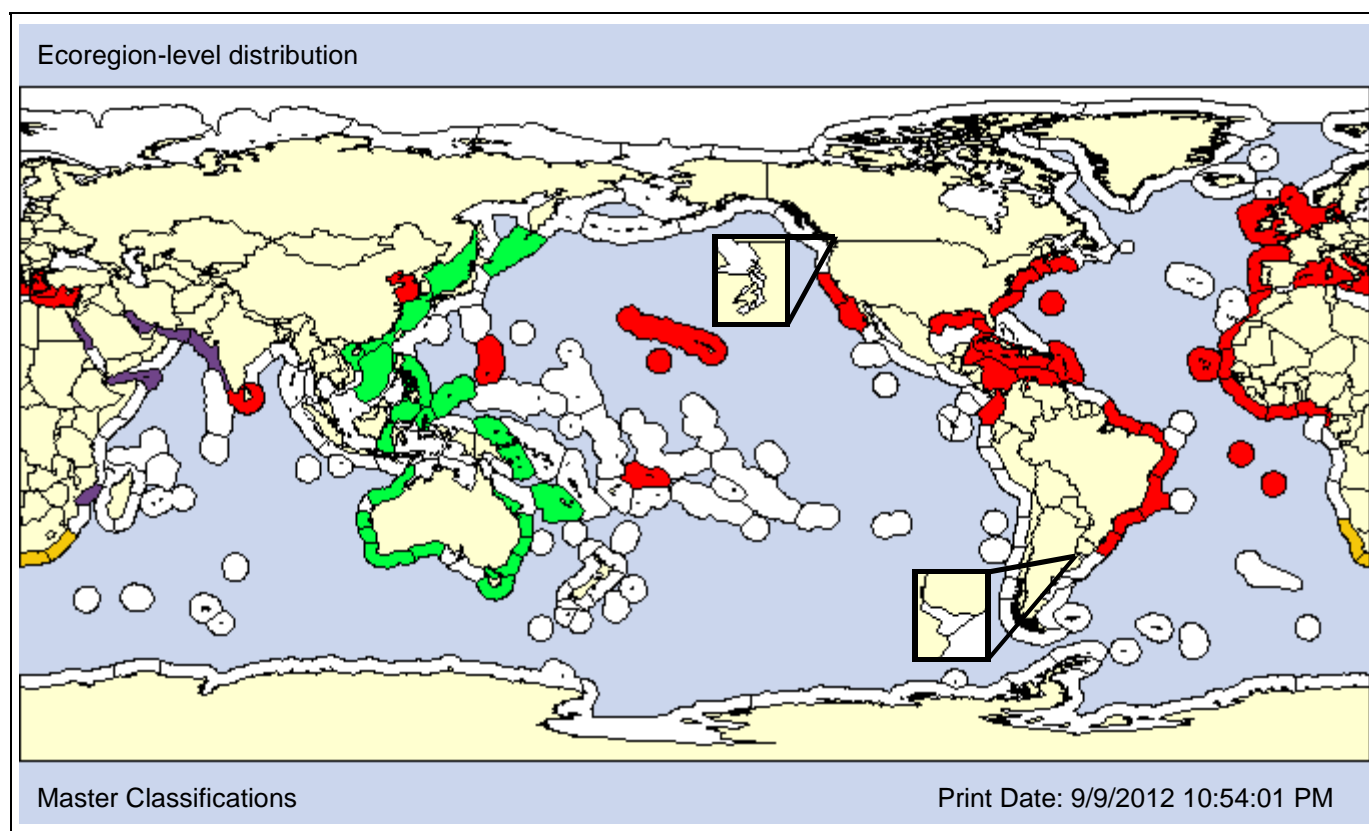 Ecoregion-level distribution
Master Classifications
Print Date: 9/9/2012 10:54:01 PM